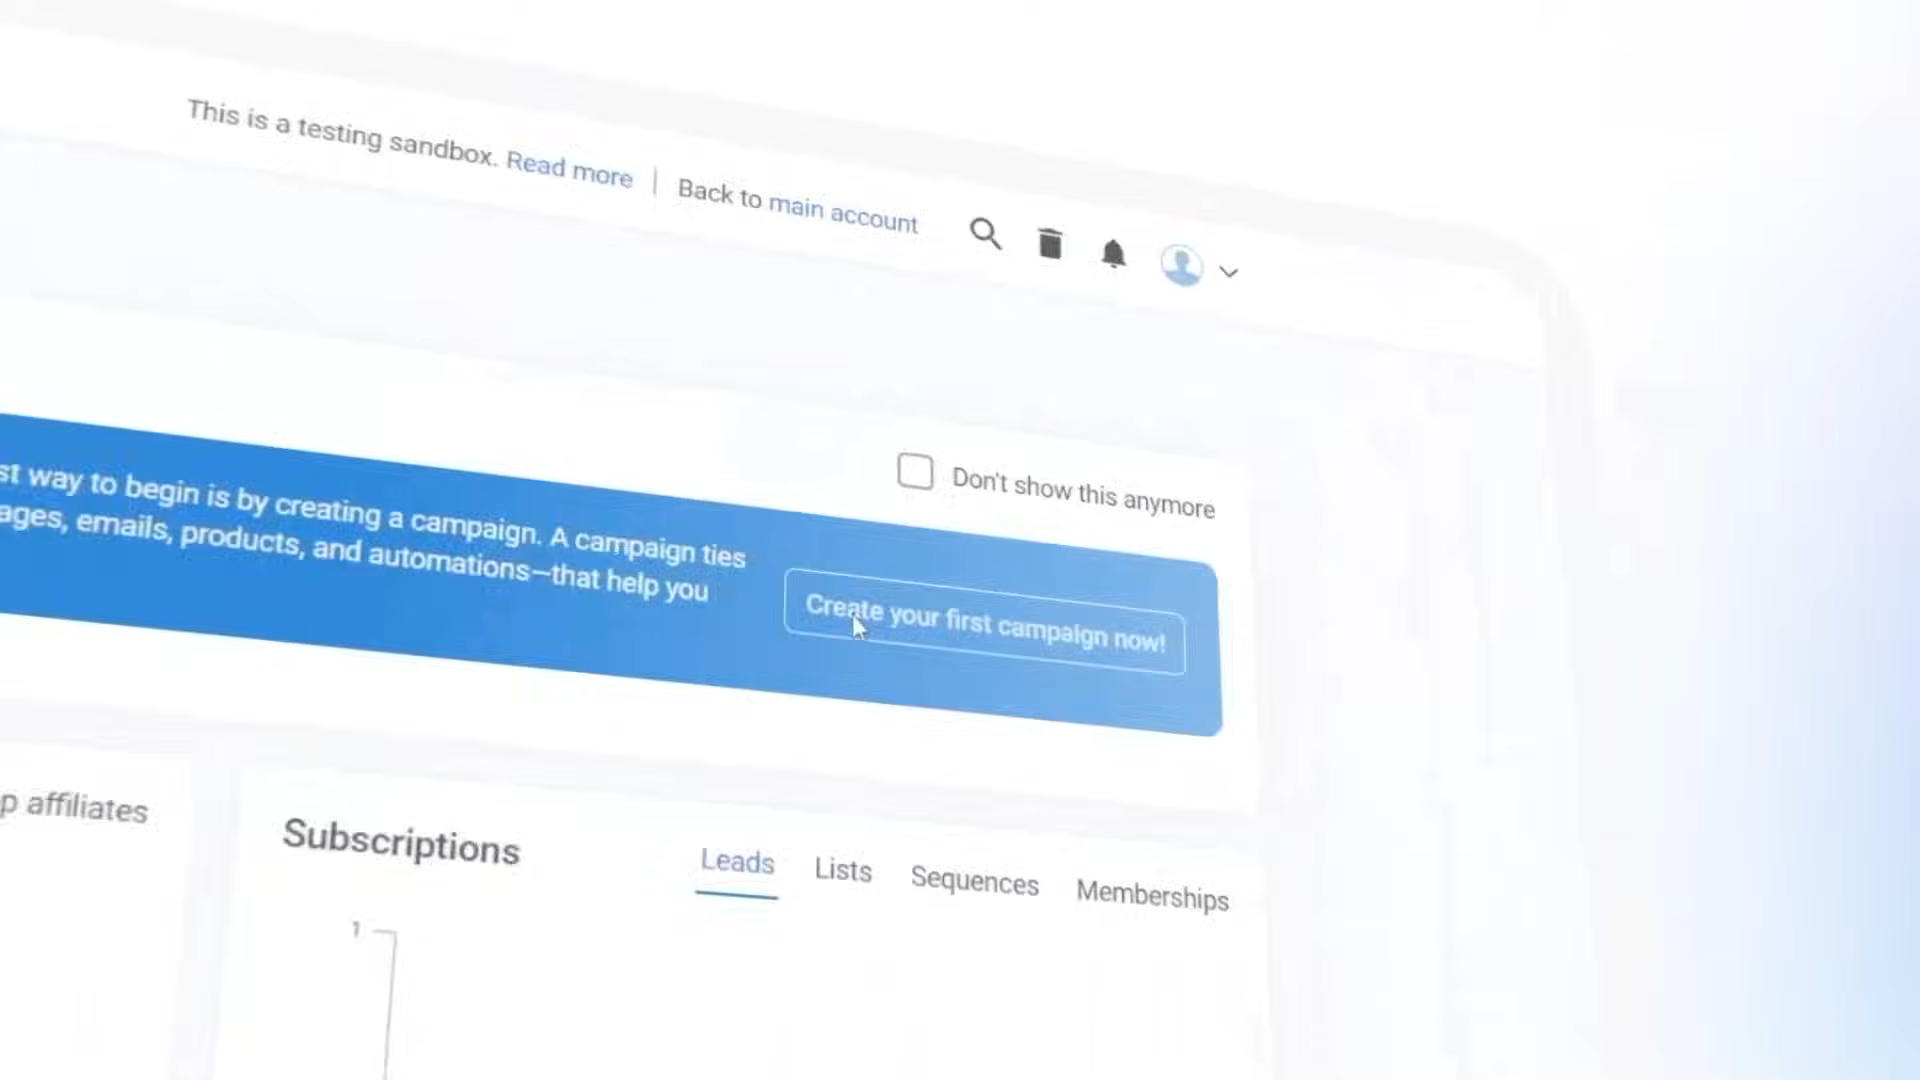 This is a testing sandbox. Read more | Back to main account
Don't show this anymore
st way to begin is by creating a campaign. A campaign ties
ages, emails, products, and automations—that help you
Create your first campaign now!
p affiliates
Subscriptions
Leads Lists Sequences Memberships
1